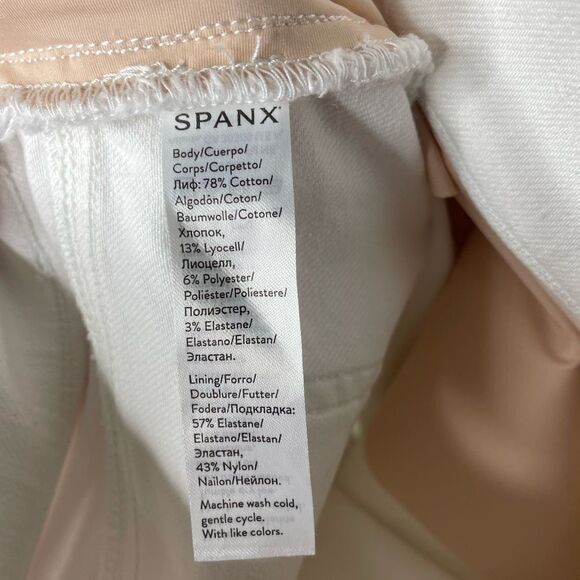 SPANX®
Body/Cuerpo/
Corps/Corpetto/
Лиф: 78% Cotton/
Algodón/Coton/
Baumwolle/Cotone/
Хлопок,
13% Lyocell/
Лиоцелл,
6% Polyester/
Poliéster/Poliestere/
Полиэстер,
3% Elastane/
Elastano/Elastan/
Эластан.
Lining/Forro/
Doublure/Futter/
Fodera/Подкладка:
57% Elastane/
Elastano/Elastan/
Эластан,
43% Nylon/
Naïlon/Нейлон.
Machine wash cold,
gentle cycle.
With like colors.